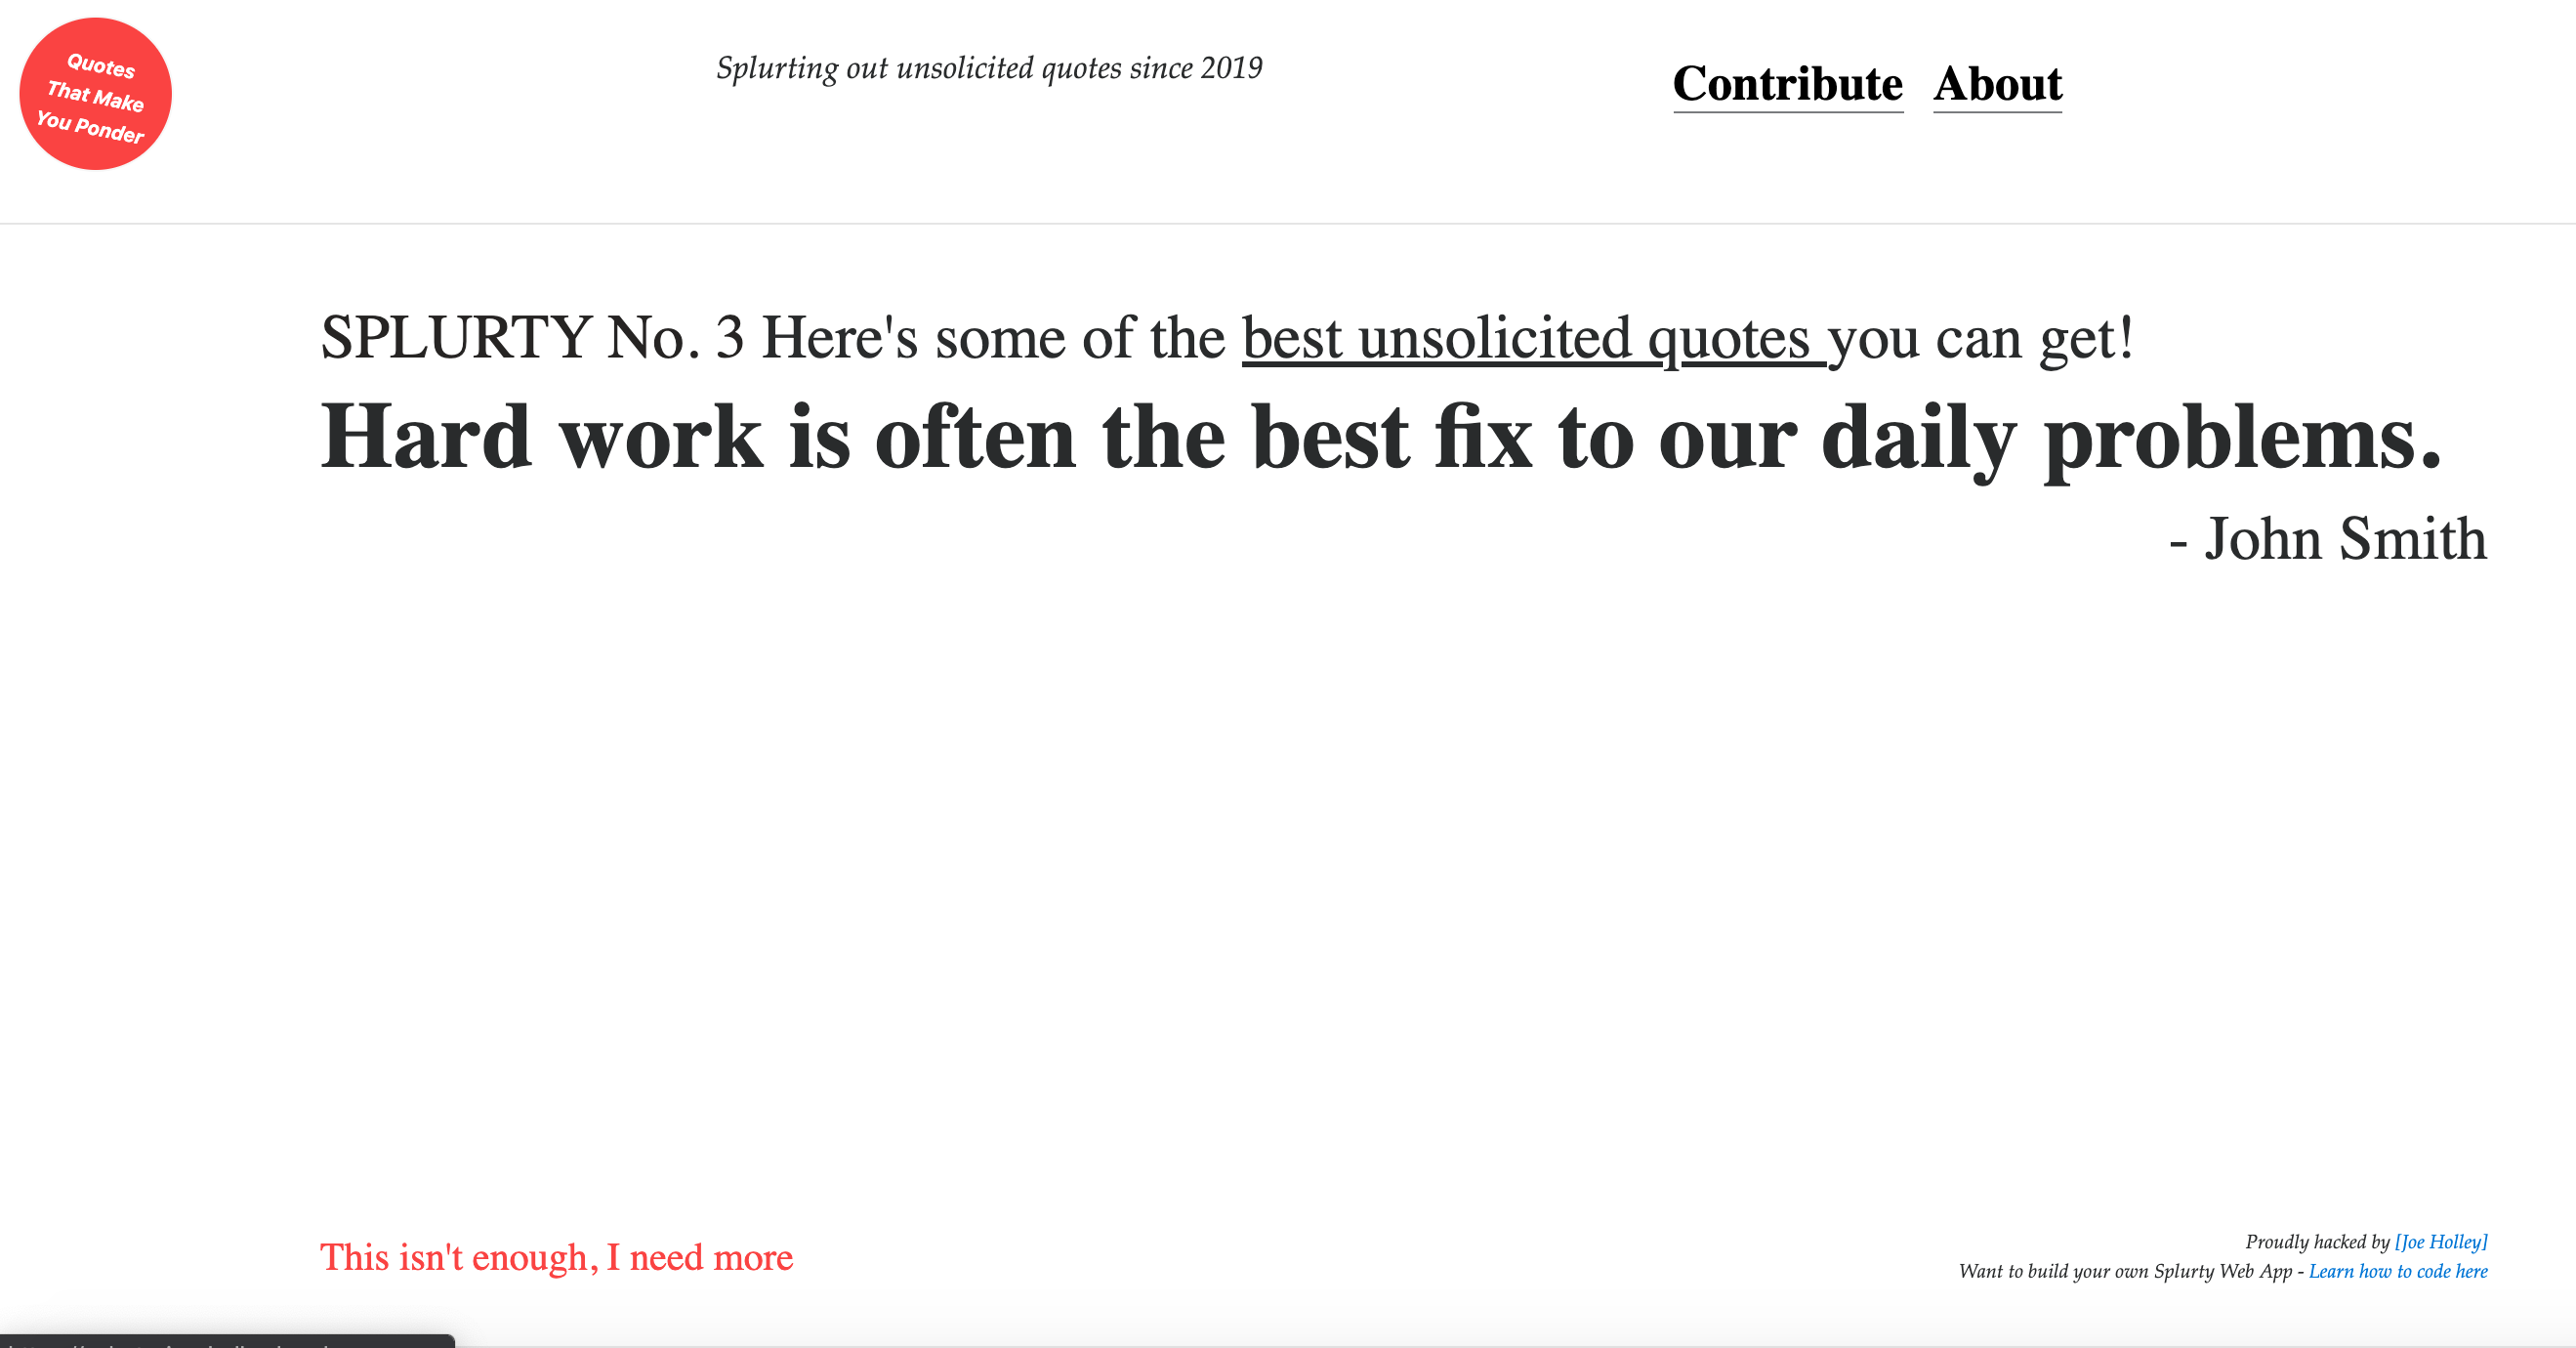 Quotes
That Make
You Ponder
Splurting out unsolicited quotes since 2019
Contribute About
SPLURTY No. 3 Here's some of the best unsolicited quotes you can get!
Hard work is often the best fix to our daily problems.
- John Smith
This isn't enough, I need more
Proudly hacked by [Joe Holley]
Want to build your own Splurty Web App - Learn how to code here